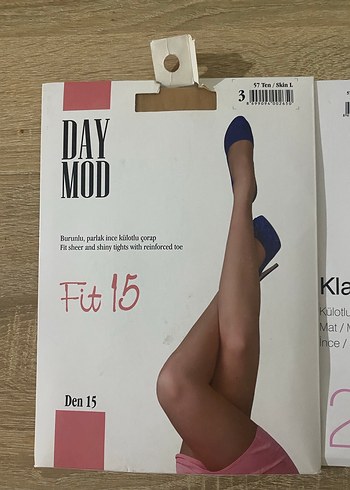 57 Ten / Skin L
3
DAY
MOD
Burunlu, parlak ince külotlu çorap
Fit sheer and shiny tights with reinforced toe
Fit 15
Den 15
Kla
Külotlu
Mat /
İnce /
2